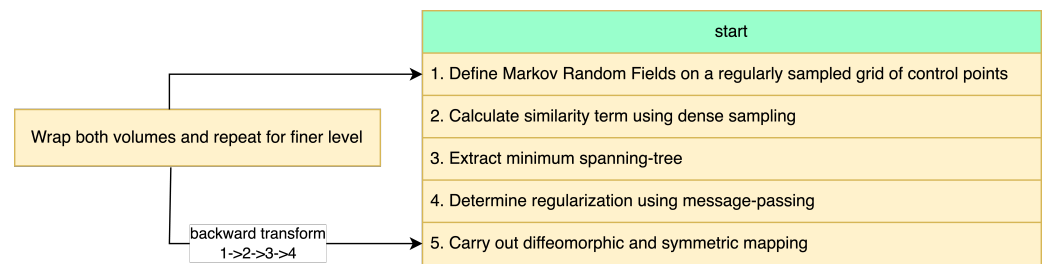 start
1. Define Markov Random Fields on a regularly sampled grid of control points
2. Calculate similarity term using dense sampling
3. Extract minimum spanning-tree
4. Determine regularization using message-passing
5. Carry out diffeomorphic and symmetric mapping
Wrap both volumes and repeat for finer level
backward transform
1->2->3->4